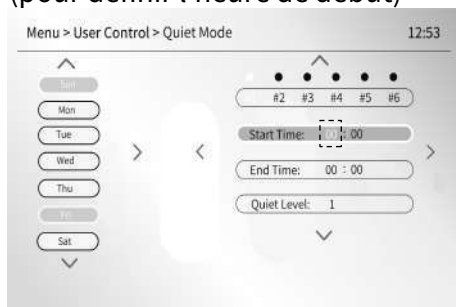 (pour définir l'heure de début)
Menu > User Control > Quiet Mode 12:53
Sun
Mon
Tue
Wed
Thu
Fri
Sat
#2 #3 #4 #5 #6
Start Time: 00 : 00
End Time: 00 : 00
Quiet Level: 1